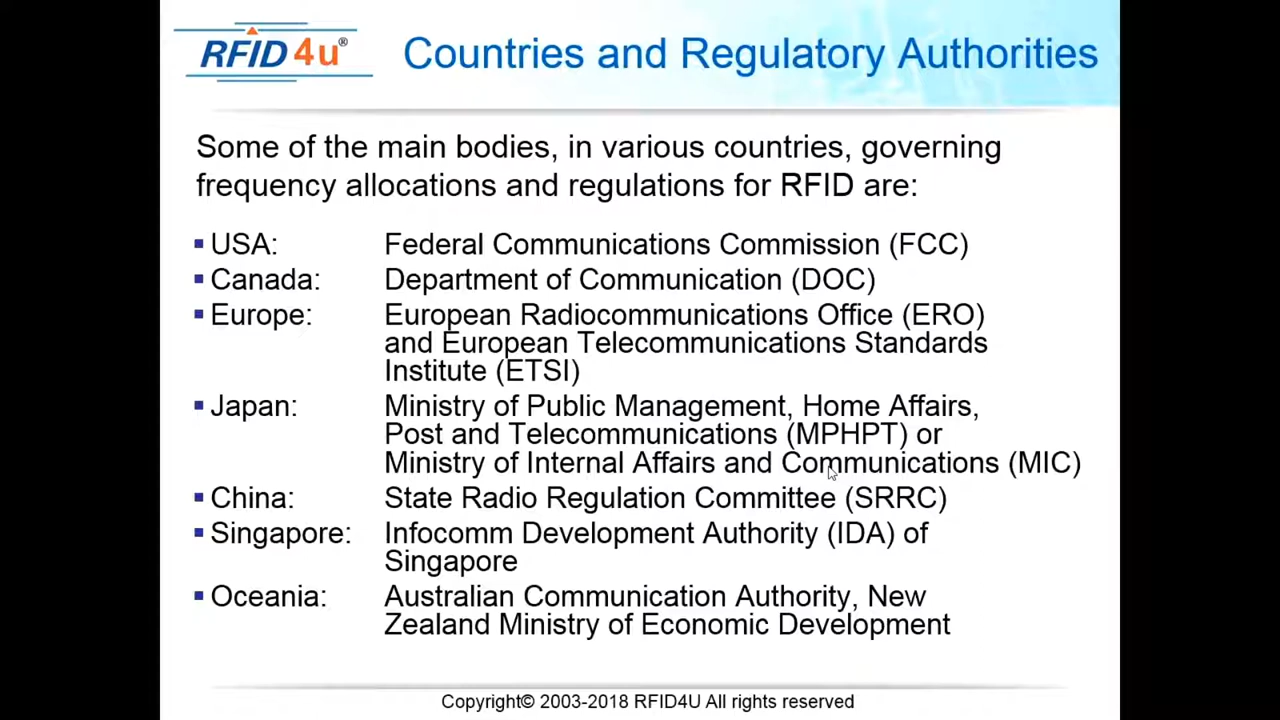 RFID4u®
Countries and Regulatory Authorities
Some of the main bodies, in various countries, governing
frequency allocations and regulations for RFID are:
▪ USA: Federal Communications Commission (FCC)
▪ Canada: Department of Communication (DOC)
▪ Europe: European Radiocommunications Office (ERO)
and European Telecommunications Standards
Institute (ETSI)
▪ Japan: Ministry of Public Management, Home Affairs,
Post and Telecommunications (MPHPT) or
Ministry of Internal Affairs and Communications (MIC)
▪ China: State Radio Regulation Committee (SRRC)
▪ Singapore: Infocomm Development Authority (IDA) of
Singapore
▪ Oceania: Australian Communication Authority, New
Zealand Ministry of Economic Development
Copyright© 2003-2018 RFID4U All rights reserved